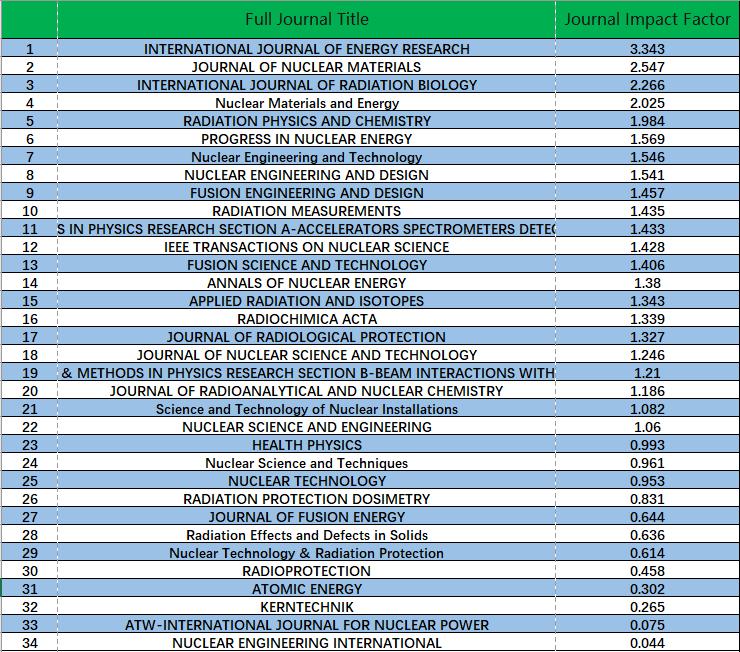 Full Journal Title Journal Impact Factor
1 INTERNATIONAL JOURNAL OF ENERGY RESEARCH 3.343
2 JOURNAL OF NUCLEAR MATERIALS 2.547
3 INTERNATIONAL JOURNAL OF RADIATION BIOLOGY 2.266
4 Nuclear Materials and Energy 2.025
5 RADIATION PHYSICS AND CHEMISTRY 1.984
6 PROGRESS IN NUCLEAR ENERGY 1.569
7 Nuclear Engineering and Technology 1.546
8 NUCLEAR ENGINEERING AND DESIGN 1.541
9 FUSION ENGINEERING AND DESIGN 1.457
10 RADIATION MEASUREMENTS 1.435
11 S IN PHYSICS RESEARCH SECTION A-ACCELERATORS SPECTROMETERS DETEC 1.433
12 IEEE TRANSACTIONS ON NUCLEAR SCIENCE 1.428
13 FUSION SCIENCE AND TECHNOLOGY 1.406
14 ANNALS OF NUCLEAR ENERGY 1.38
15 APPLIED RADIATION AND ISOTOPES 1.343
16 RADIOCHIMICA ACTA 1.339
17 JOURNAL OF RADIOLOGICAL PROTECTION 1.327
18 JOURNAL OF NUCLEAR SCIENCE AND TECHNOLOGY 1.246
19 & METHODS IN PHYSICS RESEARCH SECTION B-BEAM INTERACTIONS WITH 1.21
20 JOURNAL OF RADIOANALYTICAL AND NUCLEAR CHEMISTRY 1.186
21 Science and Technology of Nuclear Installations 1.082
22 NUCLEAR SCIENCE AND ENGINEERING 1.06
23 HEALTH PHYSICS 0.993
24 Nuclear Science and Techniques 0.961
25 NUCLEAR TECHNOLOGY 0.953
26 RADIATION PROTECTION DOSIMETRY 0.831
27 JOURNAL OF FUSION ENERGY 0.644
28 Radiation Effects and Defects in Solids 0.636
29 Nuclear Technology & Radiation Protection 0.614
30 RADIOPROTECTION 0.458
31 ATOMIC ENERGY 0.302
32 KERNTECHNIK 0.265
33 ATW-INTERNATIONAL JOURNAL FOR NUCLEAR POWER 0.075
34 NUCLEAR ENGINEERING INTERNATIONAL 0.044